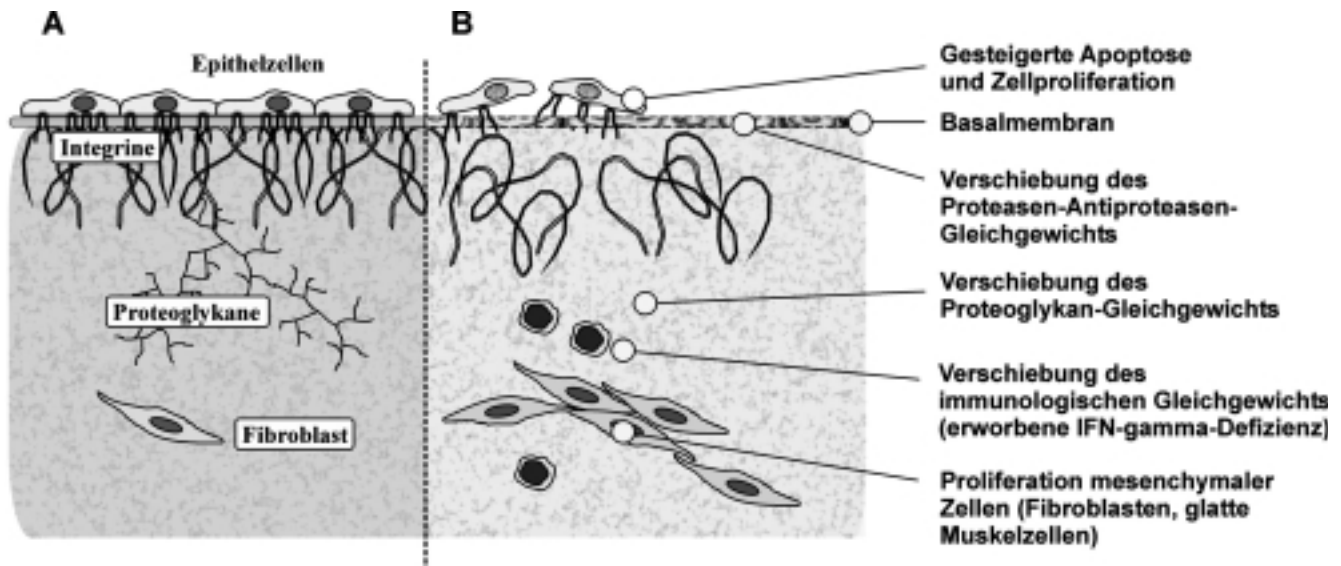 A
B
Epithelzellen
Integrine
Proteoglykane
Fibroblast
Gesteigerte Apoptose
und Zellproliferation
Basalmembran
Verschiebung des
Proteasen-Antiproteasen-
Gleichgewichts
Verschiebung des
Proteoglykan-Gleichgewichts
Verschiebung des
immunologischen Gleichgewichts
(erworbene IFN-gamma-Defizienz)
Proliferation mesenchymaler
Zellen (Fibroblasten, glatte
Muskelzellen)